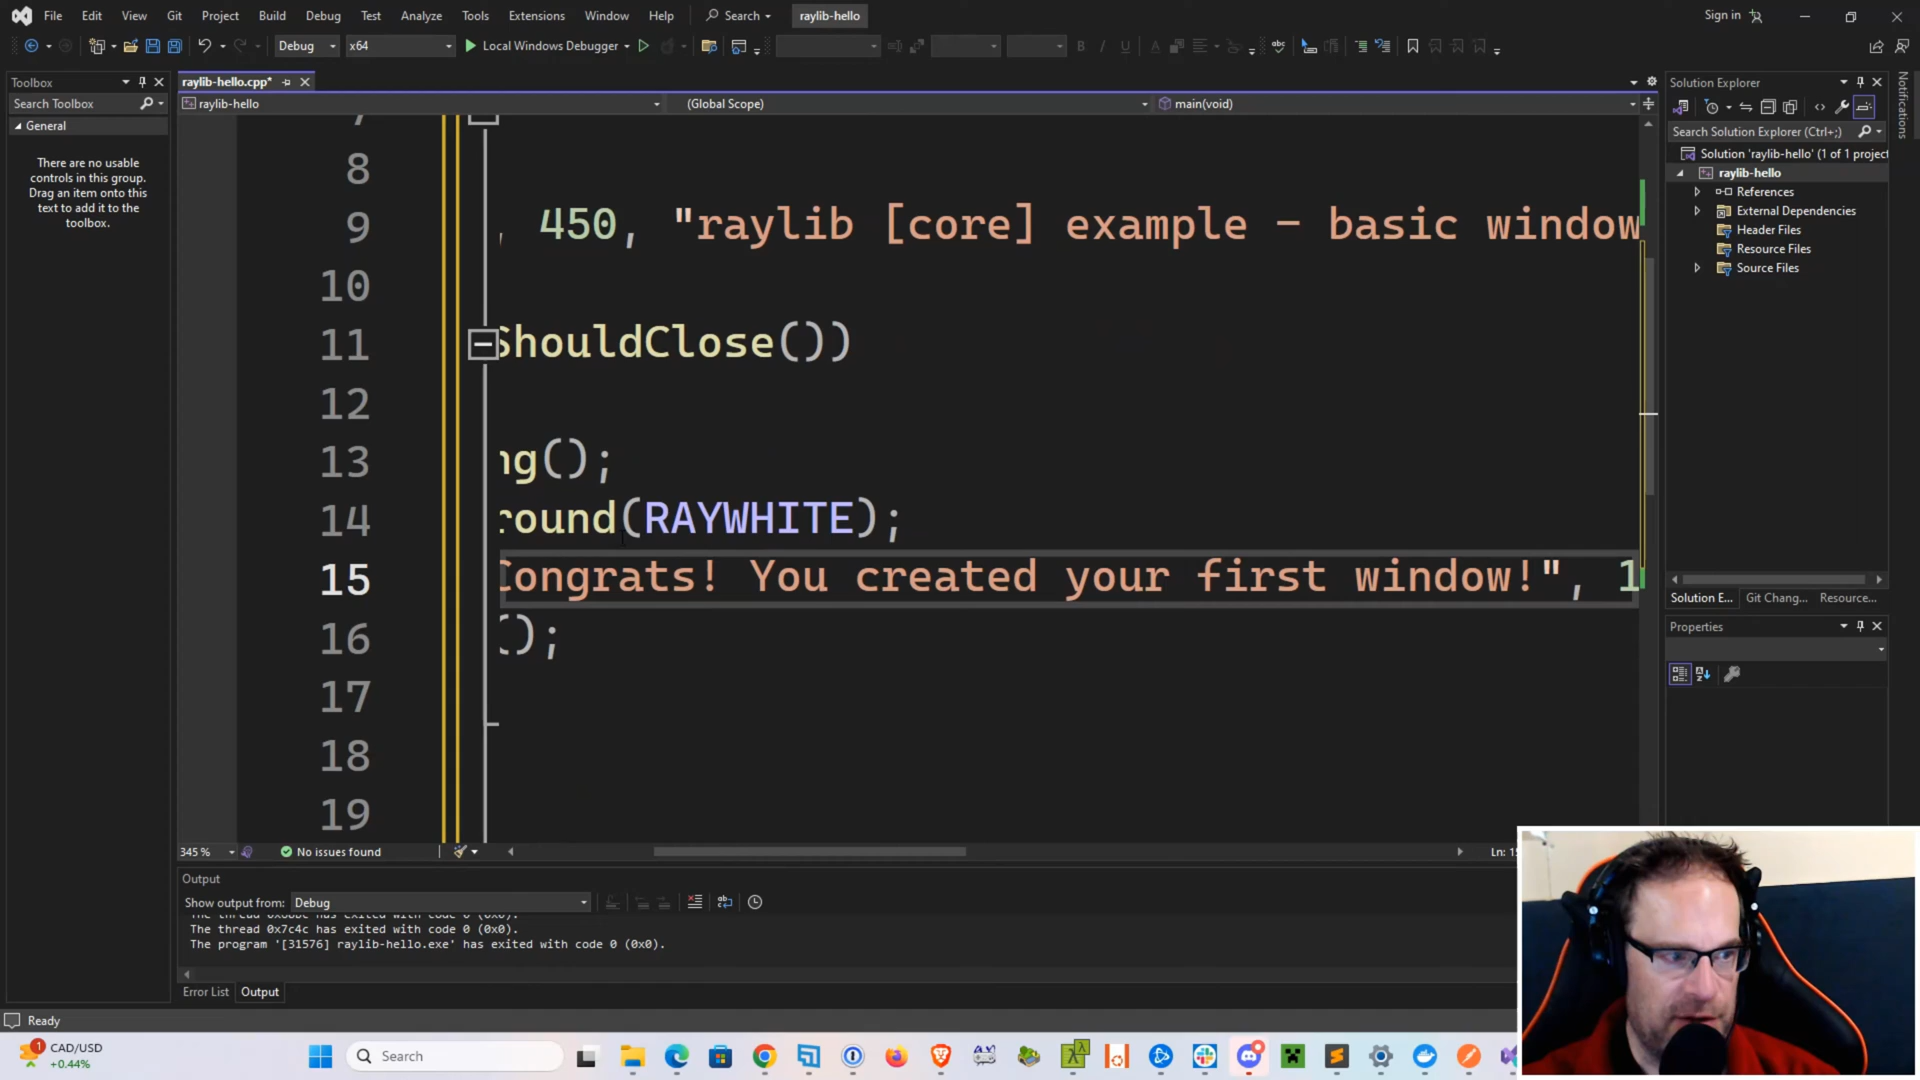 File Edit View Git Project Build Debug Test Analyze Tools Extensions Window Help Search raylib-hello Sign in
Debug x64 Local Windows Debugger
Toolbox
Search Toolbox
General
There are no usable
controls in this group.
Drag an item onto this
text to add it to the
toolbox.
raylib-hello.cpp*
raylib-hello (Global Scope) main(void)
7
8
9 , 450, "raylib [core] example - basic window
10
11 ShouldClose())
12
13 ng();
14 round(RAYWHITE);
15 Congrats! You created your first window!", 1
16 ();
17
18
19
345 % No issues found Ln: 15
Output
Show output from: Debug
The thread 0x7c4c has exited with code 0 (0x0).
The program '[31576] raylib-hello.exe' has exited with code 0 (0x0).
Error List Output
Ready
Solution Explorer
Search Solution Explorer (Ctrl+;)
Solution 'raylib-hello' (1 of 1 project
raylib-hello
References
External Dependencies
Header Files
Resource Files
Source Files
Solution E... Git Chang... Resource...
Properties
Notifications
1
CAD/USD
+0.44%
Search